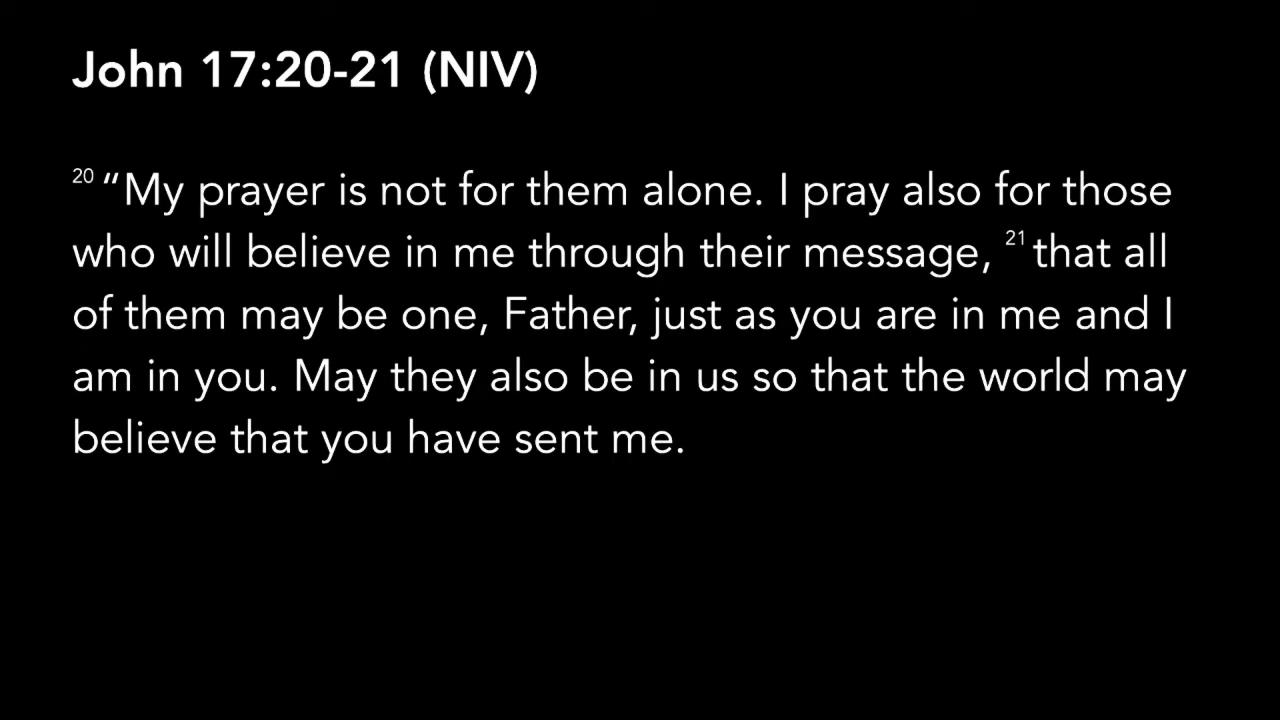 John 17:20-21 (NIV)
20 “My prayer is not for them alone. I pray also for those
who will believe in me through their message, 21 that all
of them may be one, Father, just as you are in me and I
am in you. May they also be in us so that the world may
believe that you have sent me.